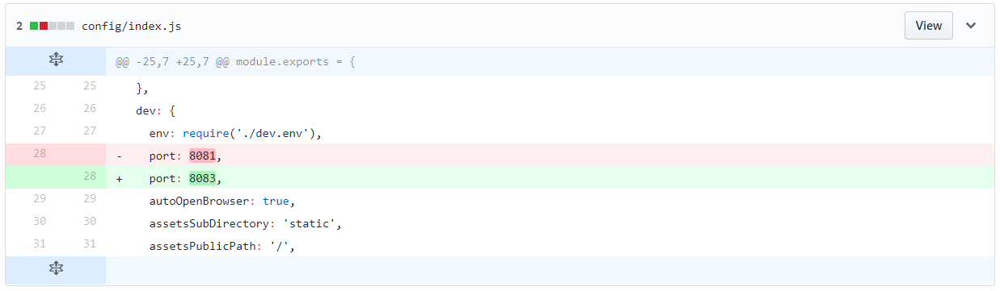 2 config/index.js View
@@ -25,7 +25,7 @@ module.exports = {
25 25 },
26 26 dev: {
27 27 env: require('./dev.env'),
28 - port: 8081,
28 + port: 8083,
29 29 autoOpenBrowser: true,
30 30 assetsSubDirectory: 'static',
31 31 assetsPublicPath: '/',